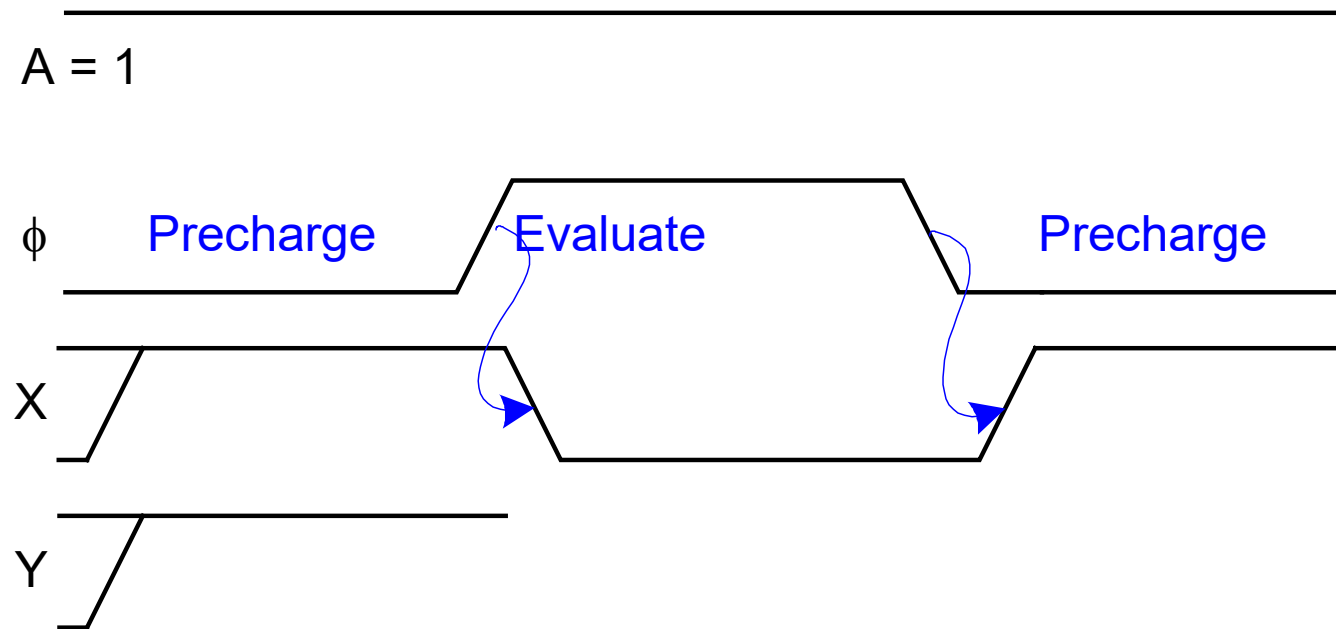 A = 1
ϕ Precharge Evaluate Precharge
X
Y